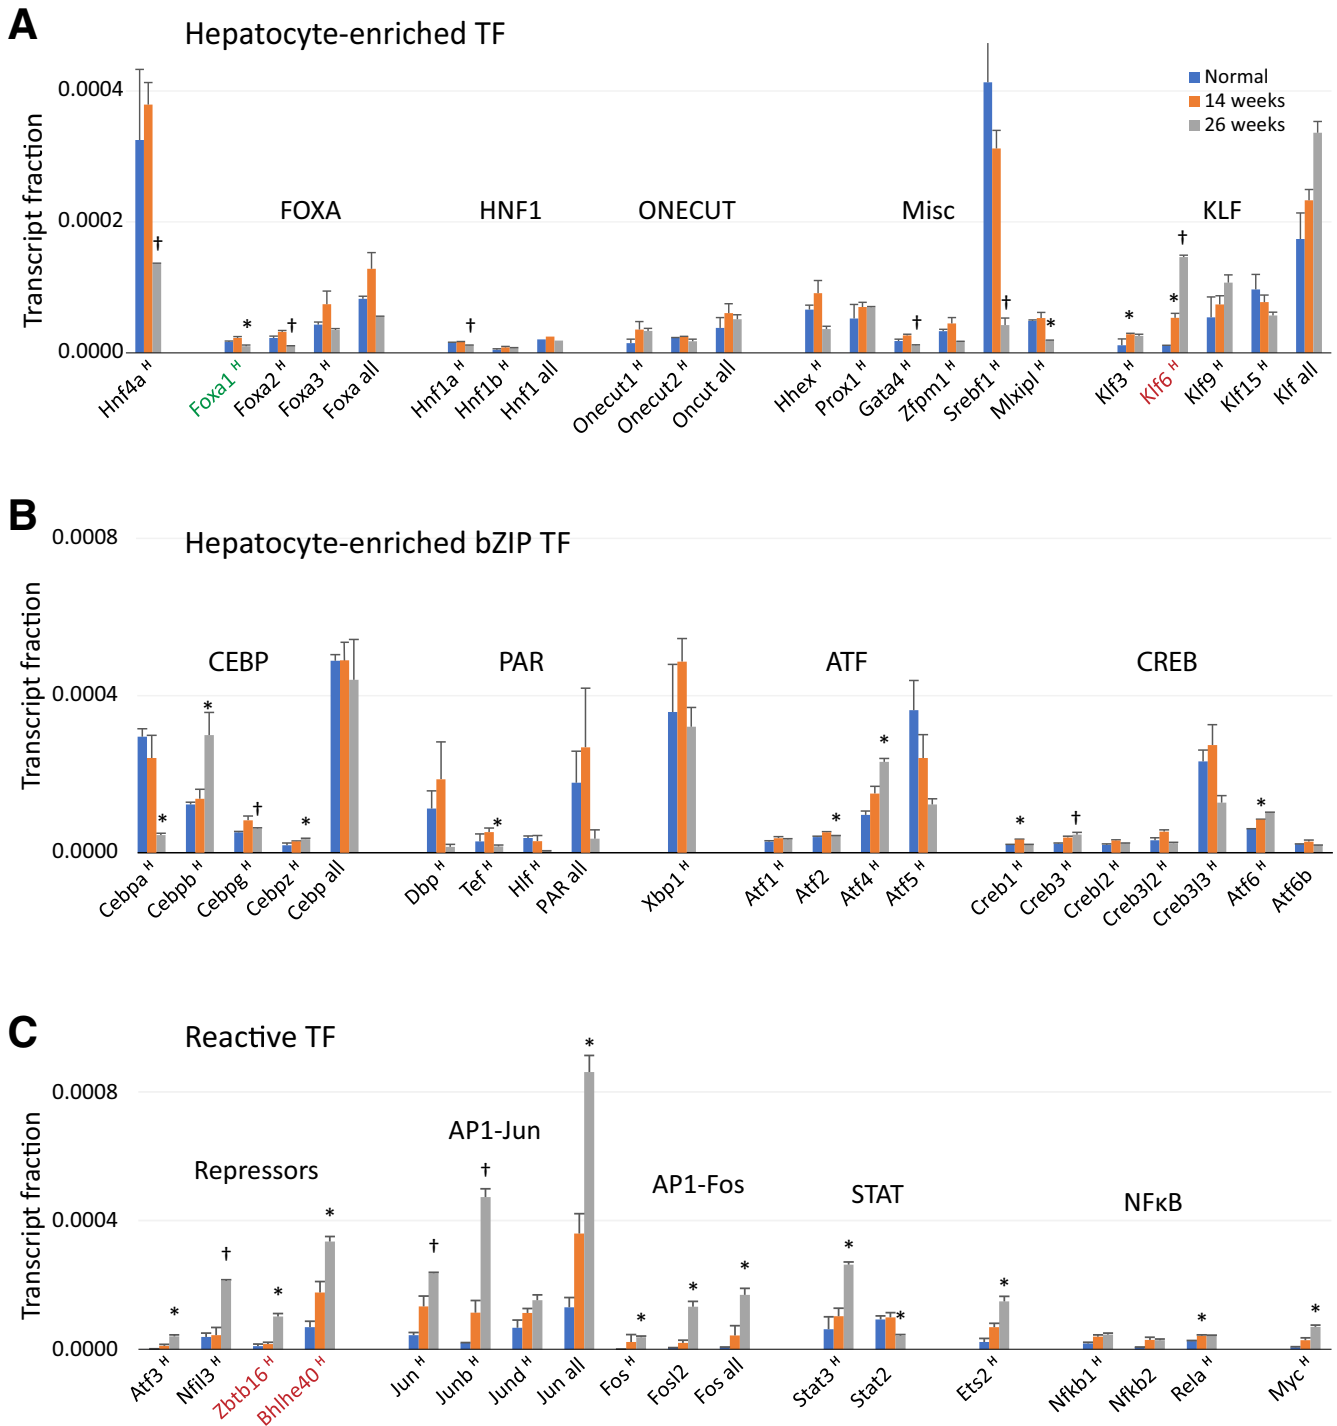 A
Hepatocyte-enriched TF
Transcript fraction
0.0004
0.0002
0.0000
Normal
14 weeks
26 weeks
FOXA
HNF1
ONECUT
Misc
KLF
†
*
†
†
†
†
*
*
*
†
Hnf4a H
Foxa1 H
Foxa2 H
Foxa3 H
Foxa all
Hnf1a H
Hnf1b H
Hnf1 all
Onecut1 H
Onecut2 H
Oncut all
Hhex H
Prox1 H
Gata4 H
Zfpm1 H
Srebf1 H
Mlxipl H
Klf3 H
Klf6 H
Klf9 H
Klf15 H
Klf all
B
Hepatocyte-enriched bZIP TF
Transcript fraction
0.0008
0.0004
0.0000
CEBP
PAR
ATF
CREB
*
*
†
*
*
*
*
*
†
*
Cebpa H
Cebpb H
Cebpg H
Cebpz H
Cebp all
Dbp H
Tef H
Hlf H
PAR all
Xbp1 H
Atf1 H
Atf2
Atf4 H
Atf5 H
Creb1 H
Creb3 H
Crebl2 H
Creb3l2 H
Creb3l3 H
Atf6 H
Atf6b
C
Reactive TF
Transcript fraction
0.0008
0.0004
0.0000
Repressors
AP1-Jun
AP1-Fos
STAT
NFκB
*
†
*
*
†
†
*
*
*
*
*
*
*
*
*
Atf3 H
Nfil3 H
Zbtb16 H
Bhlhe40 H
Jun H
Junb H
Jund H
Jun all
Fos H
Fosl2
Fos all
Stat3 H
Stat2
Ets2 H
Nfkb1 H
Nfkb2
Rela H
Myc H